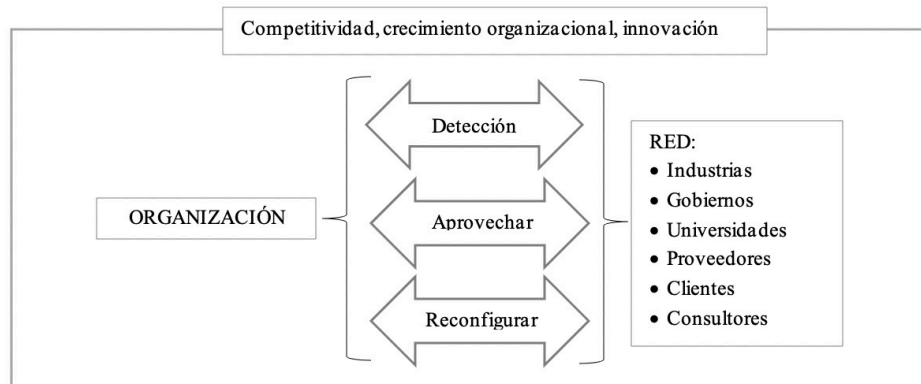 Competitividad, crecimiento organizacional, innovación
ORGANIZACIÓN
Detección
Aprovechar
Reconfigurar
RED:
• Industrias
• Gobiernos
• Universidades
• Proveedores
• Clientes
• Consultores